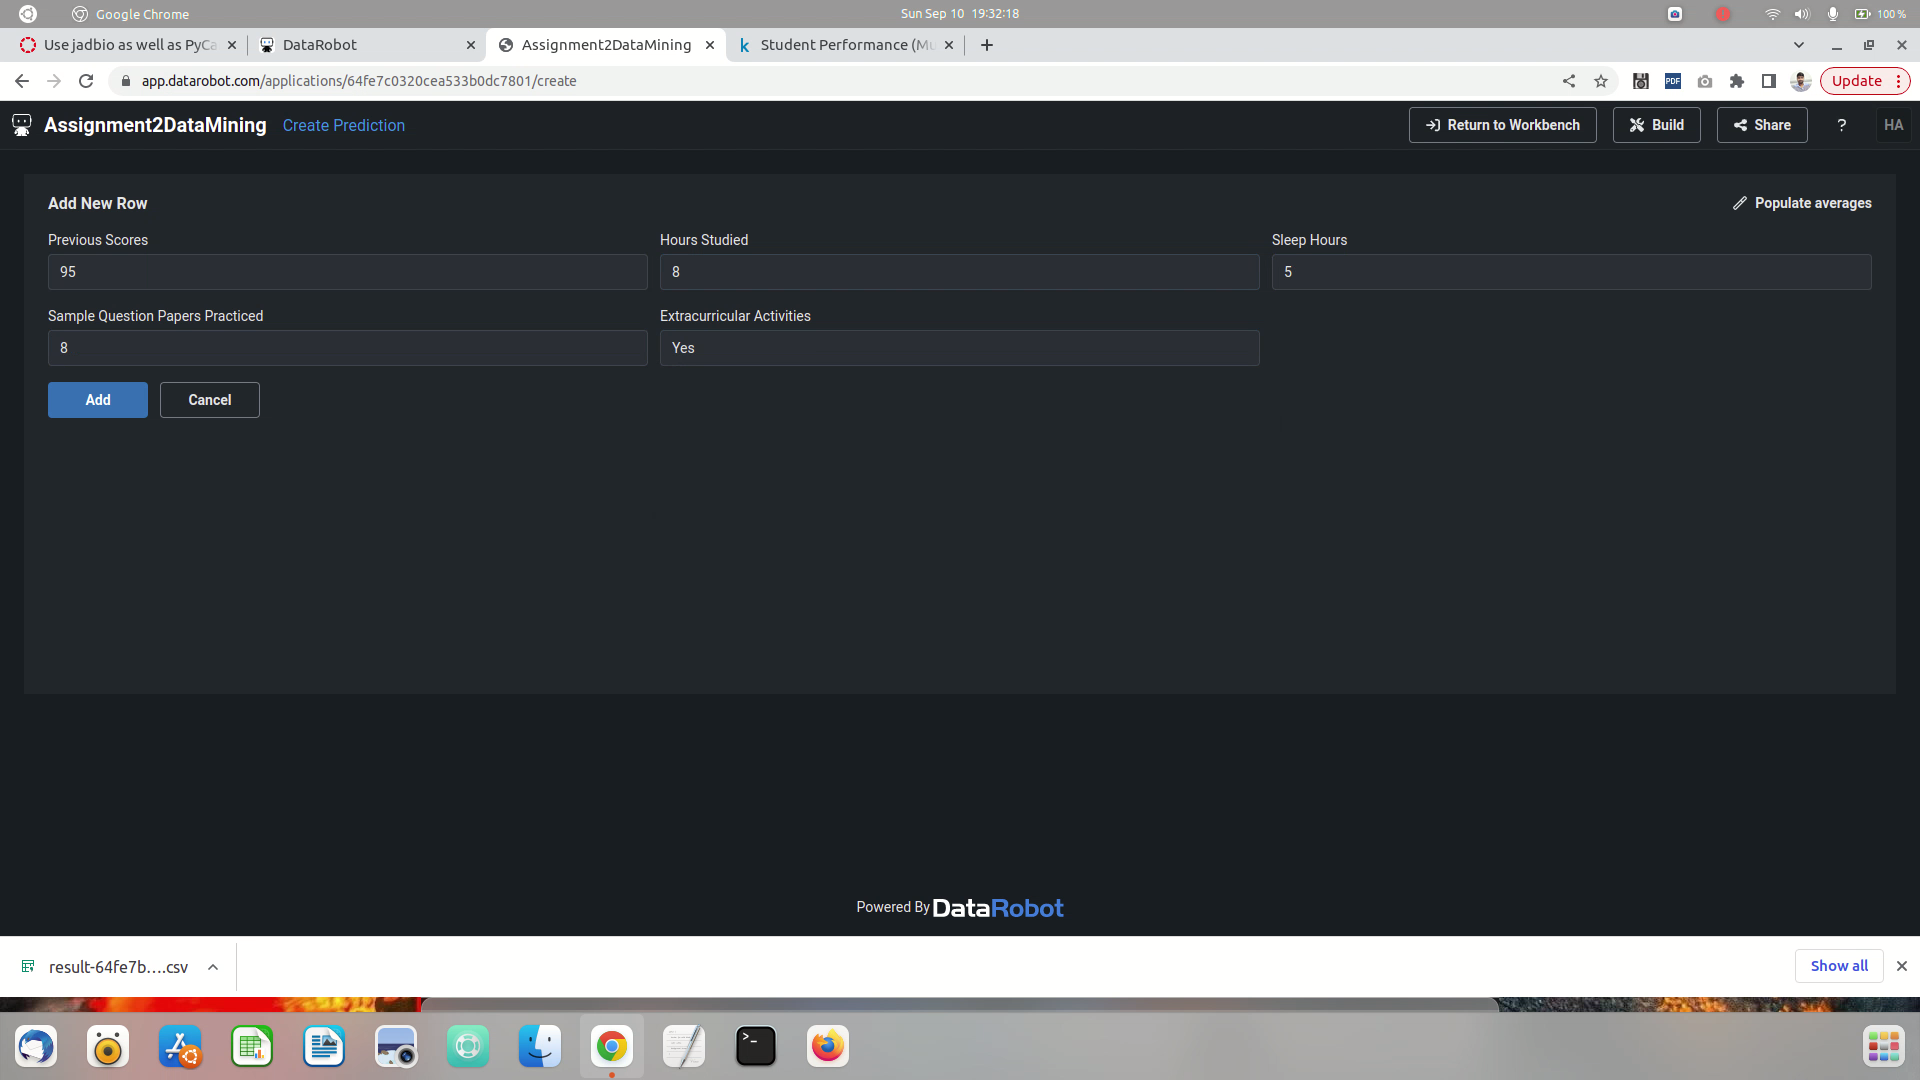 Google Chrome
Sun Sep 10 19:32:18
100 %
Use jadbio as well as PyCa
DataRobot
Assignment2DataMining
Student Performance (Mu
app.datarobot.com/applications/64fe7c0320cea533b0dc7801/create
PDF
Update
Assignment2DataMining
Create Prediction
Return to Workbench
Build
Share
?
HA
Add New Row
Populate averages
Previous Scores
Hours Studied
Sleep Hours
95
8
5
Sample Question Papers Practiced
Extracurricular Activities
8
Yes
Add
Cancel
Powered By DataRobot
result-64fe7b....csv
Show all